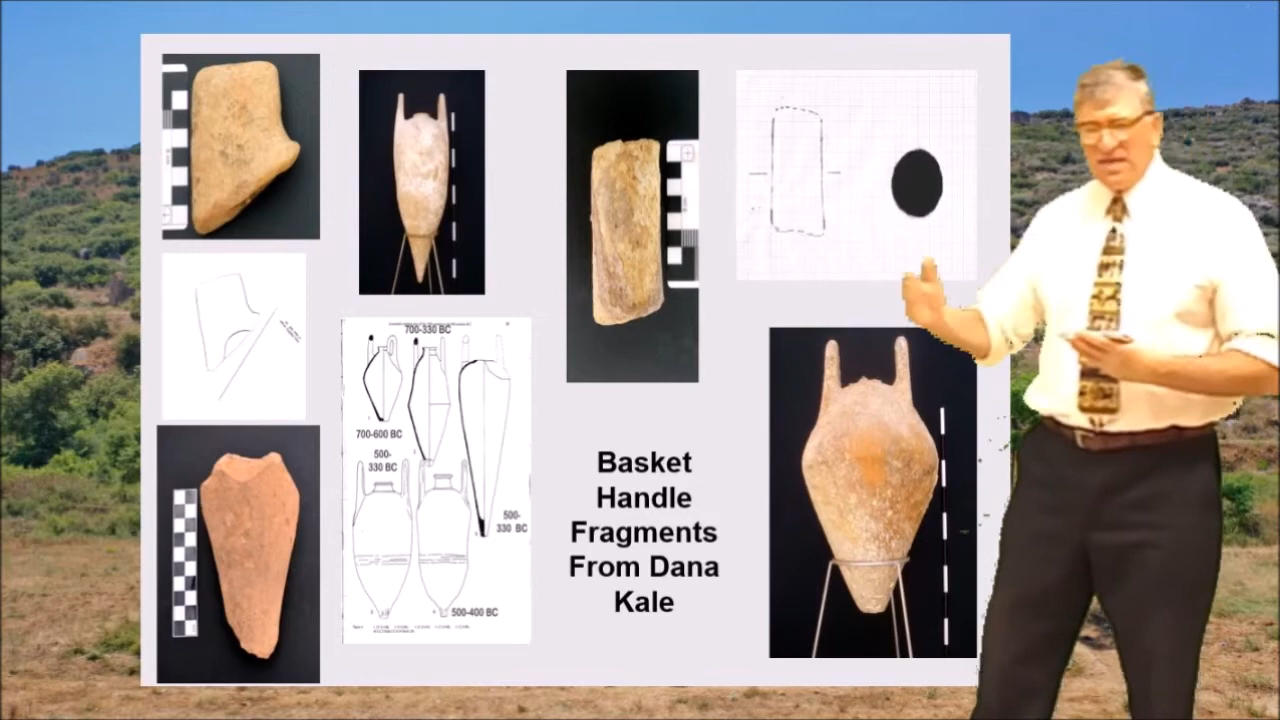 700-330 BC
700-600 BC
500-
330 BC
500-
330 BC
500-400 BC
Basket
Handle
Fragments
From Dana
Kale